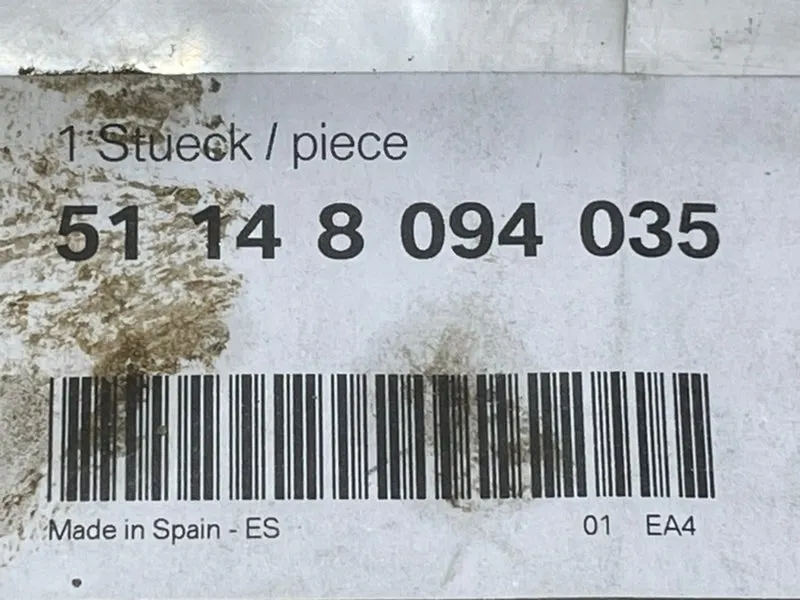 1 Stueck / piece
51 14 8 094 035
Made in Spain - ES 01 EA4